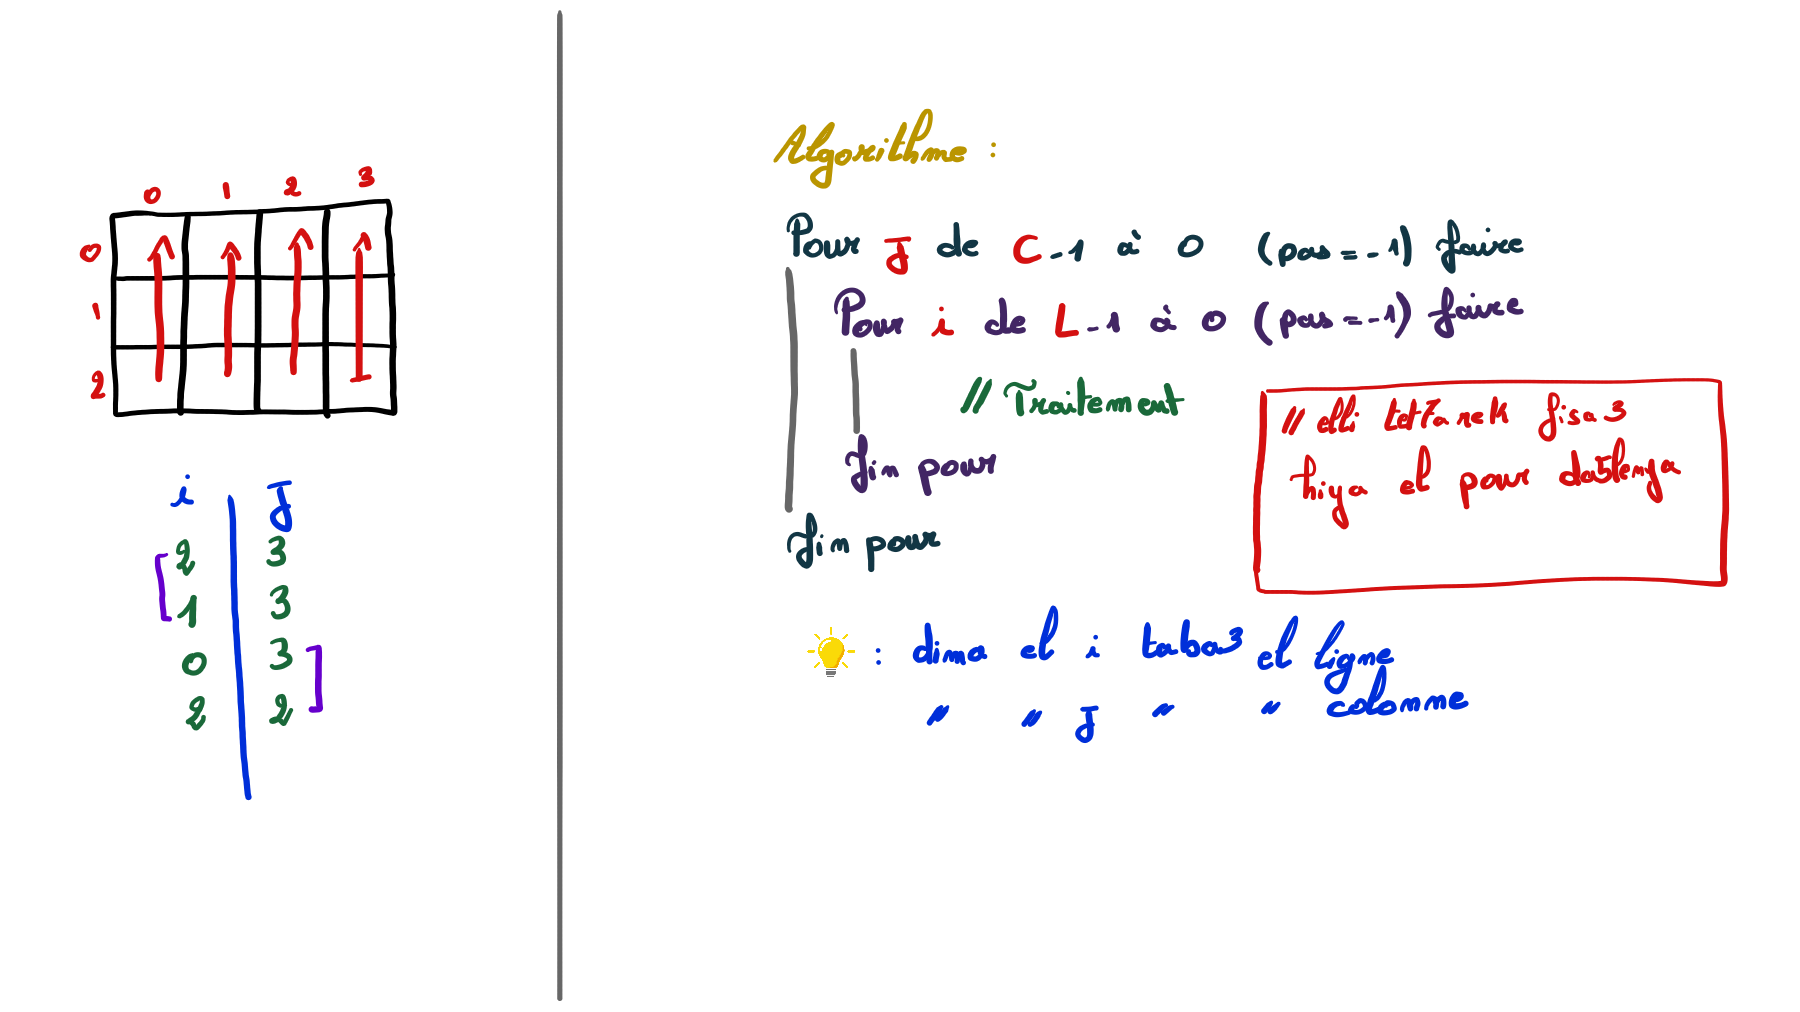 0 1 2 3
0
1
2
i J
2 3
1 3
0 3
2 2
Algorithme :
Pour J de C-1 à 0 (pas=-1) faire
Pour i de L-1 à 0 (pas=-1) faire
// Traitement
fin pour
fin pour
// elli tet7arek fisa3
hiya el pour da5lenya
: dima el i taba3 el ligne
" " J " " colonne